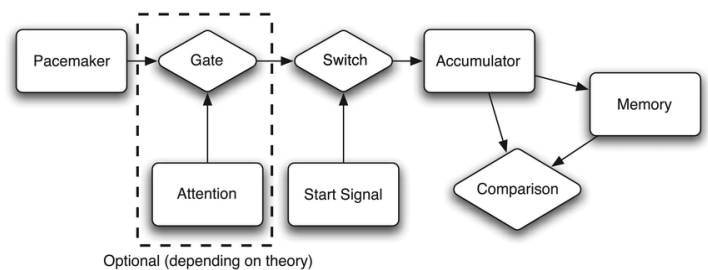 Pacemaker
Gate
Switch
Accumulator
Memory
Attention
Start Signal
Comparison
Optional (depending on theory)